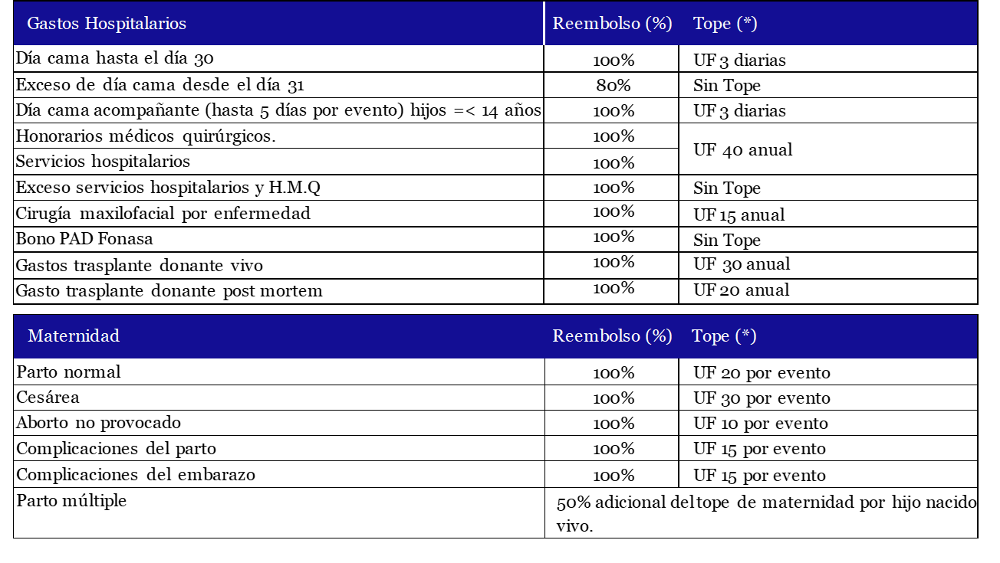 Gastos Hospitalarios Reembolso (%) Tope (*)
Día cama hasta el día 30 100% UF 3 diarias
Exceso de día cama desde el día 31 80% Sin Tope
Día cama acompañante (hasta 5 días por evento) hijos =< 14 años 100% UF 3 diarias
Honorarios médicos quirúrgicos. 100%
UF 40 anual
Servicios hospitalarios 100%
Exceso servicios hospitalarios y H.M.Q 100% Sin Tope
Cirugía maxilofacial por enfermedad 100% UF 15 anual
Bono PAD Fonasa 100% Sin Tope
Gastos trasplante donante vivo 100% UF 30 anual
Gasto trasplante donante post mortem 100% UF 20 anual
Maternidad Reembolso (%) Tope (*)
Parto normal 100% UF 20 por evento
Cesárea 100% UF 30 por evento
Aborto no provocado 100% UF 10 por evento
Complicaciones del parto 100% UF 15 por evento
Complicaciones del embarazo 100% UF 15 por evento
Parto múltiple 50% adicional del tope de maternidad por hijo nacido
vivo.